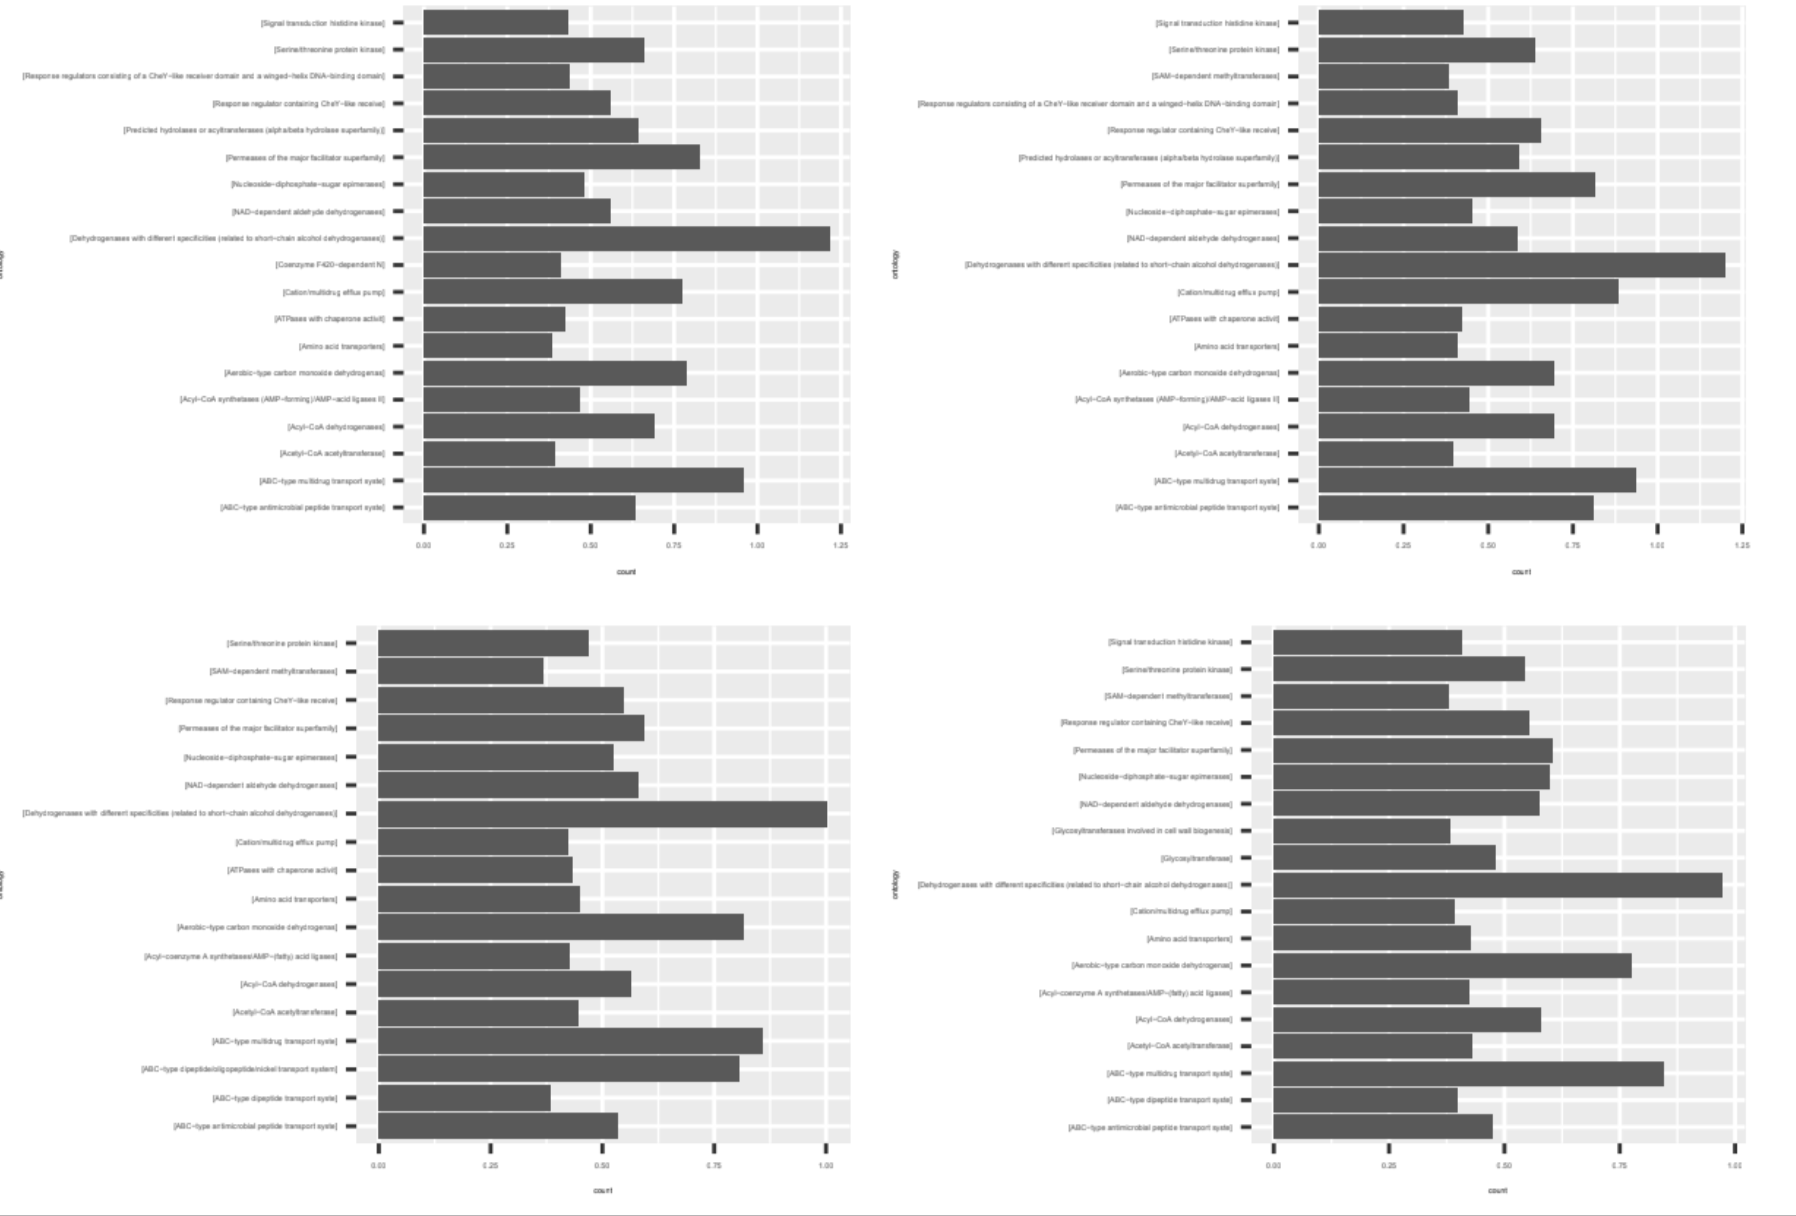 [Signal transduction histidine kinase]
[Serine/threonine protein kinase]
[Response regulators consisting of a CheY-like receiver domain and a winged-helix DNA-binding domain]
[Response regulator containing CheY-like receive]
[Predicted hydrolases or acyltransferases (alpha/beta hydrolase superfamily)]
[Permeases of the major facilitator superfamily]
[Nucleoside-diphosphate-sugar epimerases]
[NAD-dependent aldehyde dehydrogenases]
[Dehydrogenases with different specificities (related to short-chain alcohol dehydrogenases)]
[Coenzyme F420-dependent N]
[Cation/multidrug efflux pump]
[ATPases with chaperone activit]
[Amino acid transporters]
[Aerobic-type carbon monoxide dehydrogenas]
[Acyl-CoA synthetases (AMP-forming)/AMP-acid ligases II]
[Acyl-CoA dehydrogenases]
[Acetyl-CoA acetyltransferase]
[ABC-type multidrug transport syste]
[ABC-type antimicrobial peptide transport syste]
ontology
0.00 0.25 0.50 0.75 1.00 1.25
count
[Signal transduction histidine kinase]
[Serine/threonine protein kinase]
[SAM-dependent methyltransferases]
[Response regulators consisting of a CheY-like receiver domain and a winged-helix DNA-binding domain]
[Response regulator containing CheY-like receive]
[Predicted hydrolases or acyltransferases (alpha/beta hydrolase superfamily)]
[Permeases of the major facilitator superfamily]
[Nucleoside-diphosphate-sugar epimerases]
[NAD-dependent aldehyde dehydrogenases]
[Dehydrogenases with different specificities (related to short-chain alcohol dehydrogenases)]
[Cation/multidrug efflux pump]
[ATPases with chaperone activit]
[Amino acid transporters]
[Aerobic-type carbon monoxide dehydrogenas]
[Acyl-CoA synthetases (AMP-forming)/AMP-acid ligases II]
[Acyl-CoA dehydrogenases]
[Acetyl-CoA acetyltransferase]
[ABC-type multidrug transport syste]
[ABC-type antimicrobial peptide transport syste]
ontology
0.00 0.25 0.50 0.75 1.00 1.25
count
[Serine/threonine protein kinase]
[SAM-dependent methyltransferases]
[Response regulator containing CheY-like receive]
[Permeases of the major facilitator superfamily]
[Nucleoside-diphosphate-sugar epimerases]
[NAD-dependent aldehyde dehydrogenases]
[Dehydrogenases with different specificities (related to short-chain alcohol dehydrogenases)]
[Cation/multidrug efflux pump]
[ATPases with chaperone activit]
[Amino acid transporters]
[Aerobic-type carbon monoxide dehydrogenas]
[Acyl-coenzyme A synthetases/AMP-(fatty) acid ligases]
[Acyl-CoA dehydrogenases]
[Acetyl-CoA acetyltransferase]
[ABC-type multidrug transport syste]
[ABC-type dipeptide/oligopeptide/nickel transport system]
[ABC-type dipeptide transport syste]
[ABC-type antimicrobial peptide transport syste]
ontology
0.00 0.25 0.50 0.75 1.00
count
[Signal transduction histidine kinase]
[Serine/threonine protein kinase]
[SAM-dependent methyltransferases]
[Response regulator containing CheY-like receive]
[Permeases of the major facilitator superfamily]
[Nucleoside-diphosphate-sugar epimerases]
[NAD-dependent aldehyde dehydrogenases]
[Glycosyltransferases involved in cell wall biogenesis]
[Glycosyltransferase]
[Dehydrogenases with different specificities (related to short-chain alcohol dehydrogenases)]
[Cation/multidrug efflux pump]
[Amino acid transporters]
[Aerobic-type carbon monoxide dehydrogenas]
[Acyl-coenzyme A synthetases/AMP-(fatty) acid ligases]
[Acyl-CoA dehydrogenases]
[Acetyl-CoA acetyltransferase]
[ABC-type multidrug transport syste]
[ABC-type dipeptide transport syste]
[ABC-type antimicrobial peptide transport syste]
ontology
0.00 0.25 0.50 0.75 1.00
count